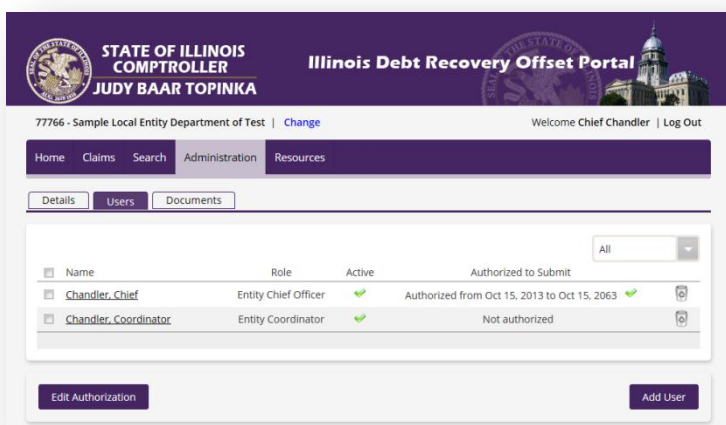 STATE OF ILLINOIS
COMPTROLLER
JUDY BAAR TOPINKA
Illinois Debt Recovery Offset Portal
77766 - Sample Local Entity Department of Test | Change
Welcome Chief Chandler | Log Out
Home Claims Search Administration Resources
Details Users Documents
All
Name Role Active Authorized to Submit
Chandler, Chief Entity Chief Officer Authorized from Oct 15, 2013 to Oct 15, 2063
Chandler, Coordinator Entity Coordinator Not authorized
Edit Authorization Add User